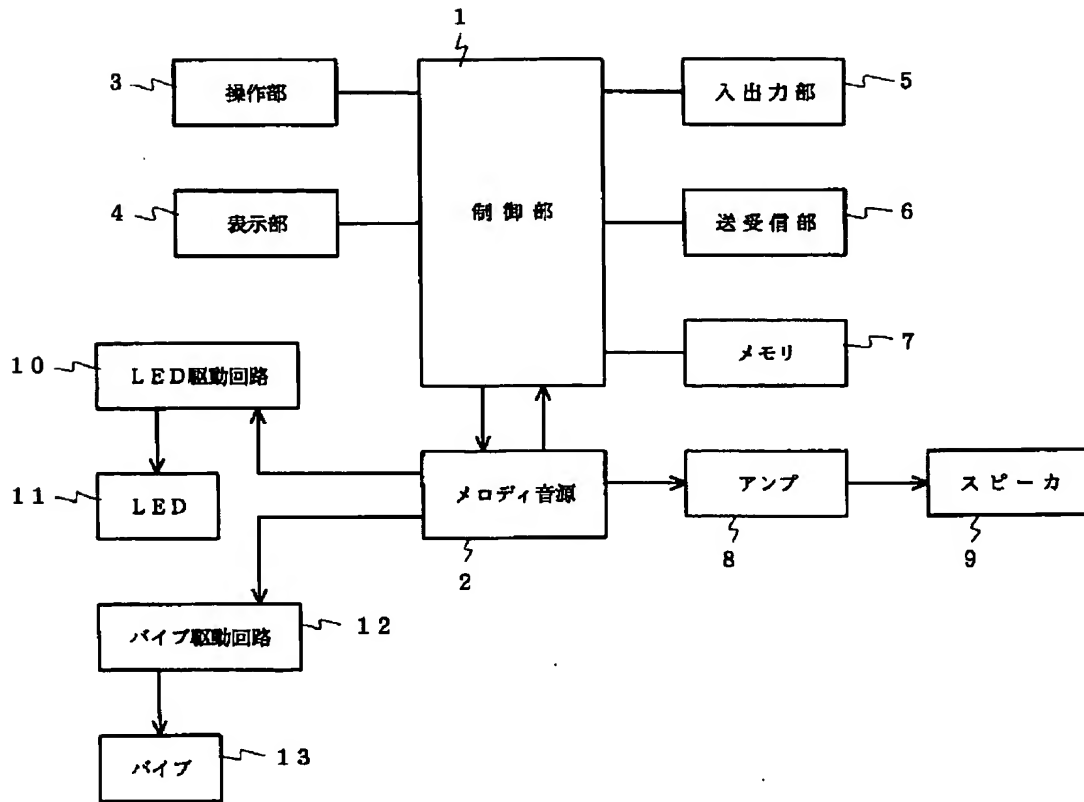 1
3
操作部
入出力部
5
4
表示部
制御部
送受信部
6
メモリ
7
10
LED駆動回路
11
LED
メロディ音源
2
アンプ
8
スピーカ
9
バイブ駆動回路
12
バイブ
13